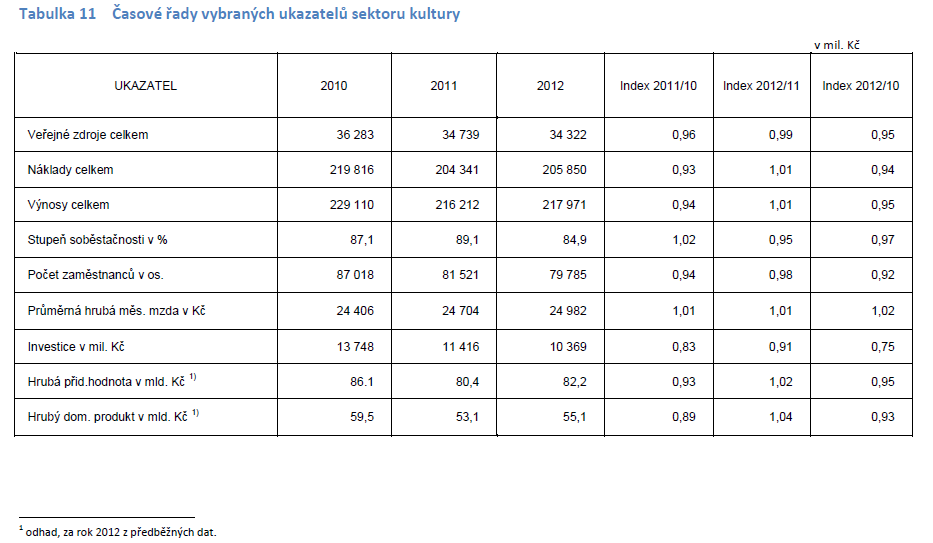 Tabulka 11 Časové řady vybraných ukazatelů sektoru kultury
v mil. Kč
UKAZATEL 2010 2011 2012 Index 2011/10 Index 2012/11 Index 2012/10
Veřejné zdroje celkem 36 283 34 739 34 322 0,96 0,99 0,95
Náklady celkem 219 816 204 341 205 850 0,93 1,01 0,94
Výnosy celkem 229 110 216 212 217 971 0,94 1,01 0,95
Stupeň soběstačnosti v % 87,1 89,1 84,9 1,02 0,95 0,97
Počet zaměstnanců v os. 87 018 81 521 79 785 0,94 0,98 0,92
Průměrná hrubá měs. mzda v Kč 24 406 24 704 24 982 1,01 1,01 1,02
Investice v mil. Kč 13 748 11 416 10 369 0,83 0,91 0,75
Hrubá přid.hodnota v mld. Kč 1) 86.1 80,4 82,2 0,93 1,02 0,95
Hrubý dom. produkt v mld. Kč 1) 59,5 53,1 55,1 0,89 1,04 0,93
1 odhad, za rok 2012 z předběžných dat.